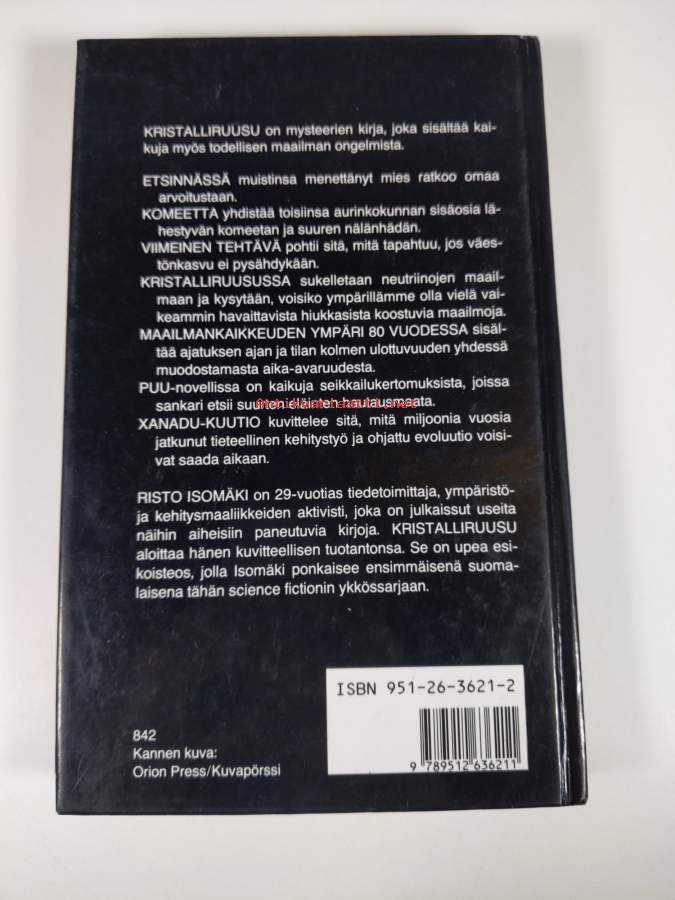 KRISTALLIRUUSU on mysteerien kirja, joka sisältää kai-
kuja myös todellisen maailman ongelmista.
ETSINNÄSSÄ muistinsa menettänyt mies ratkoo omaa
arvoitustaan.
KOMEETTA yhdistää toisiinsa aurinkokunnan sisäosia lä-
hestyvän komeetan ja suuren nälänhädän.
VIIMEINEN TEHTÄVÄ pohtii sitä, mitä tapahtuu, jos väes-
tönkasvu ei pysähdykään.
KRISTALLIRUUSUSSA sukelletaan neutriinojen maail-
maan ja kysytään, voisiko ympärillämme olla vielä vai-
keammin havaittavista hiukkasista koostuvia maailmoja.
MAAILMANKAIKKEUDEN YMPÄRI 80 VUODESSA sisäl-
tää ajatuksen ajan ja tilan kolmen ulottuvuuden yhdessä
muodostamasta aika-avaruudesta.
PUU-novellissa on kaikuja seikkailukertomuksista, joissa
sankari etsii suurten eläinten hautausmaata.
XANADU-KUUTIO kuvittelee sitä, mitä miljoonia vuosia
jatkunut tieteellinen kehitystyö ja ohjattu evoluutio voisi-
vat saada aikaan.
RISTO ISOMÄKI on 29-vuotias tiedetoimittaja, ympäristö-
ja kehitysmaaliikkeiden aktivisti, joka on julkaissut useita
näihin aiheisiin paneutuvia kirjoja. KRISTALLIRUUSU
aloittaa hänen kuvitteellisen tuotantonsa. Se on upea esi-
koisteos, jolla Isomäki ponkaisee ensimmäisenä suoma-
laisena tähän science fictionin ykkössarjaan.
ISBN 951-26-3621-2
9 789512 636211
842
Kannen kuva:
Orion Press/Kuvapörssi